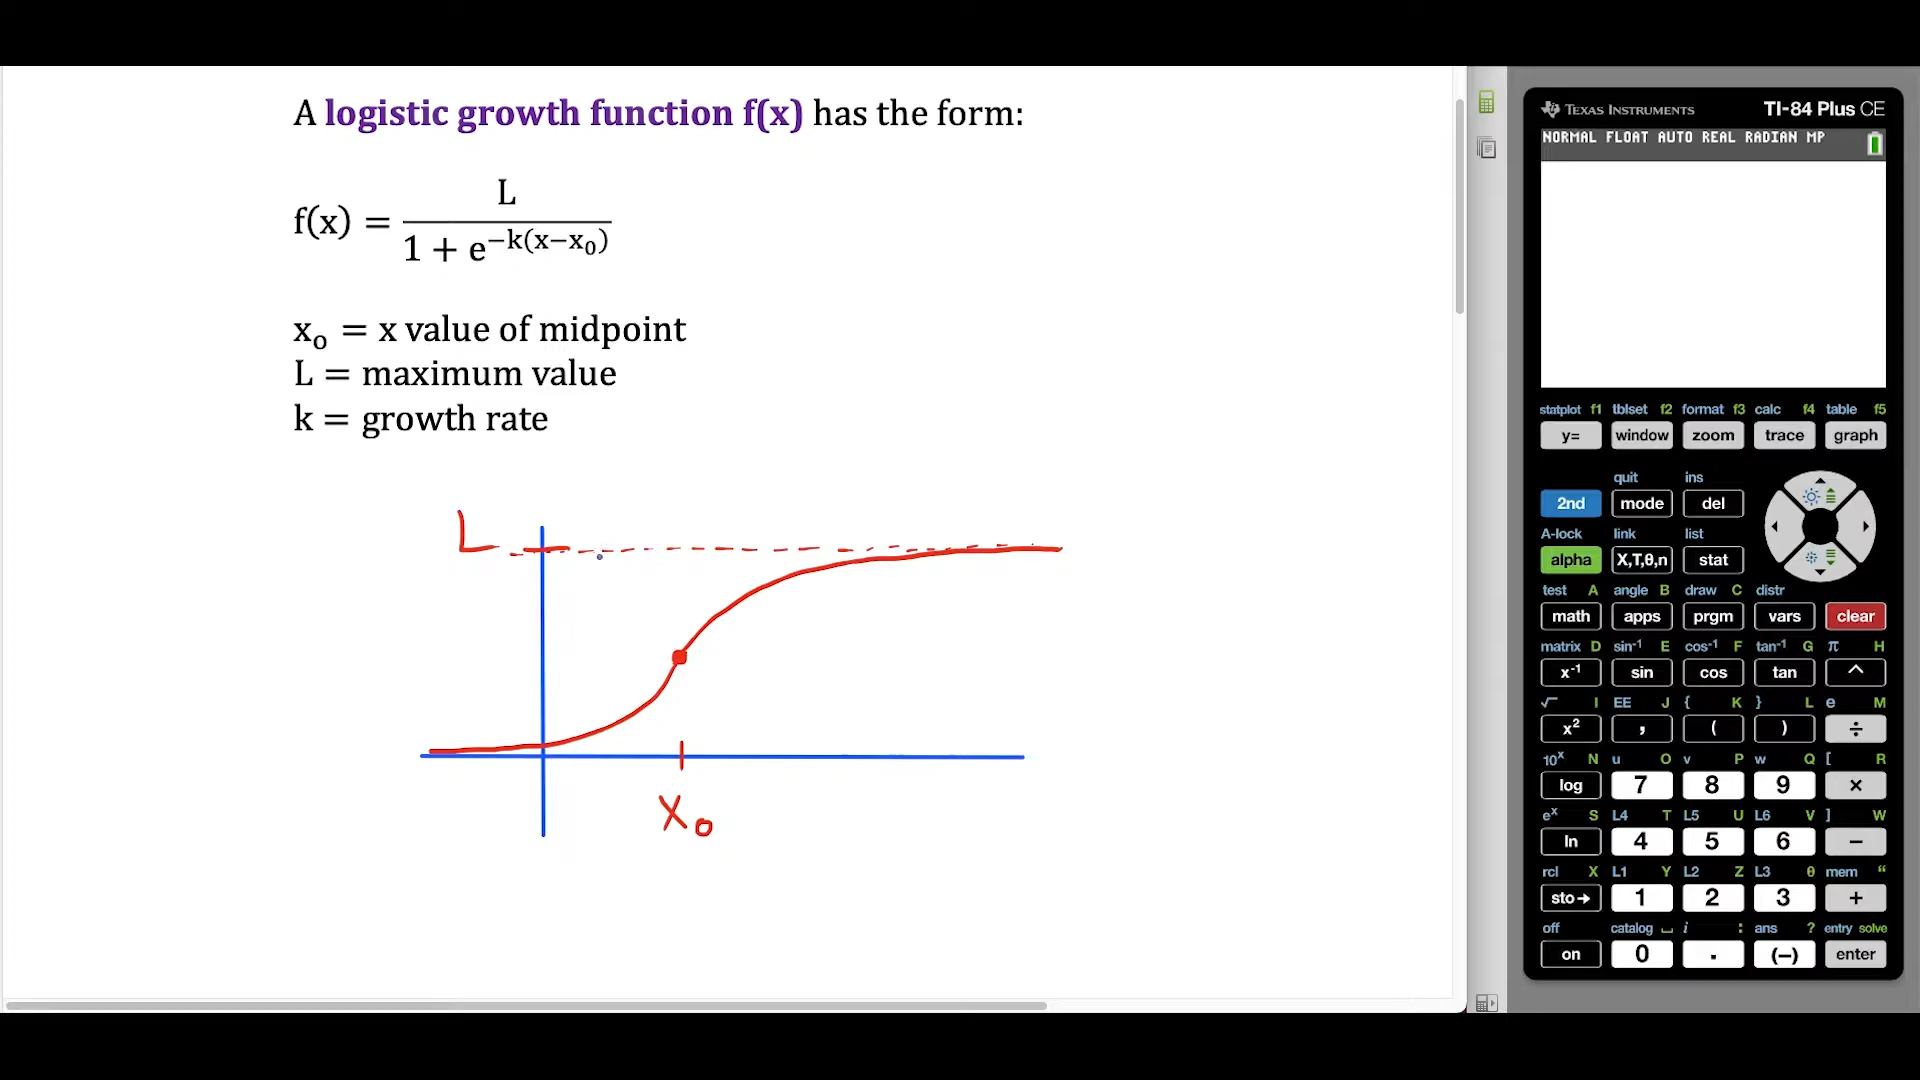 A logistic growth function f(x) has the form:
f(x) = L / 1 + e^−k(x−x₀)
x₀ = x value of midpoint
L = maximum value
k = growth rate
L
X₀
TEXAS INSTRUMENTS TI-84 Plus CE
NORMAL FLOAT AUTO REAL RADIAN MP
statplot f1 tblset f2 format f3 calc f4 table f5
y= window zoom trace graph
quit ins
2nd mode del
A-lock link list
alpha X,T,θ,n stat
test A angle B draw C distr
math apps prgm vars clear
matrix D sin⁻¹ E cos⁻¹ F tan⁻¹ G π H
x⁻¹ sin cos tan ^
√ I EE J { K } L e M
x² , ( ) ÷
10ˣ N u O v P w Q [ R
log 7 8 9 ×
eˣ S L4 T L5 U L6 V ] W
ln 4 5 6 −
rcl X L1 Y L2 Z L3 θ mem “
sto→ 1 2 3 +
off catalog ⎵ i : ans ? entry solve
on 0 . (−) enter